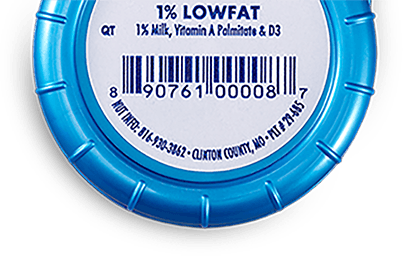 1% LOWFAT
QT 1% Milk, Vitamin A Palmitate & D3
8 90761 00008 7
NUT INFO: 816-930-3862 • CLINTON COUNTY, MO • PLT # 29-685